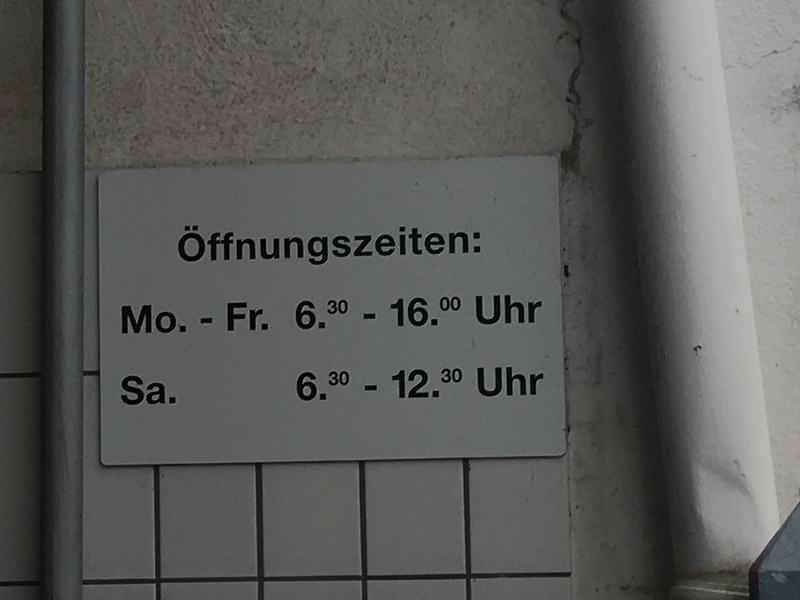 Öffnungszeiten:
Mo. - Fr. 6.³⁰ - 16.⁰⁰ Uhr
Sa. 6.³⁰ - 12.³⁰ Uhr